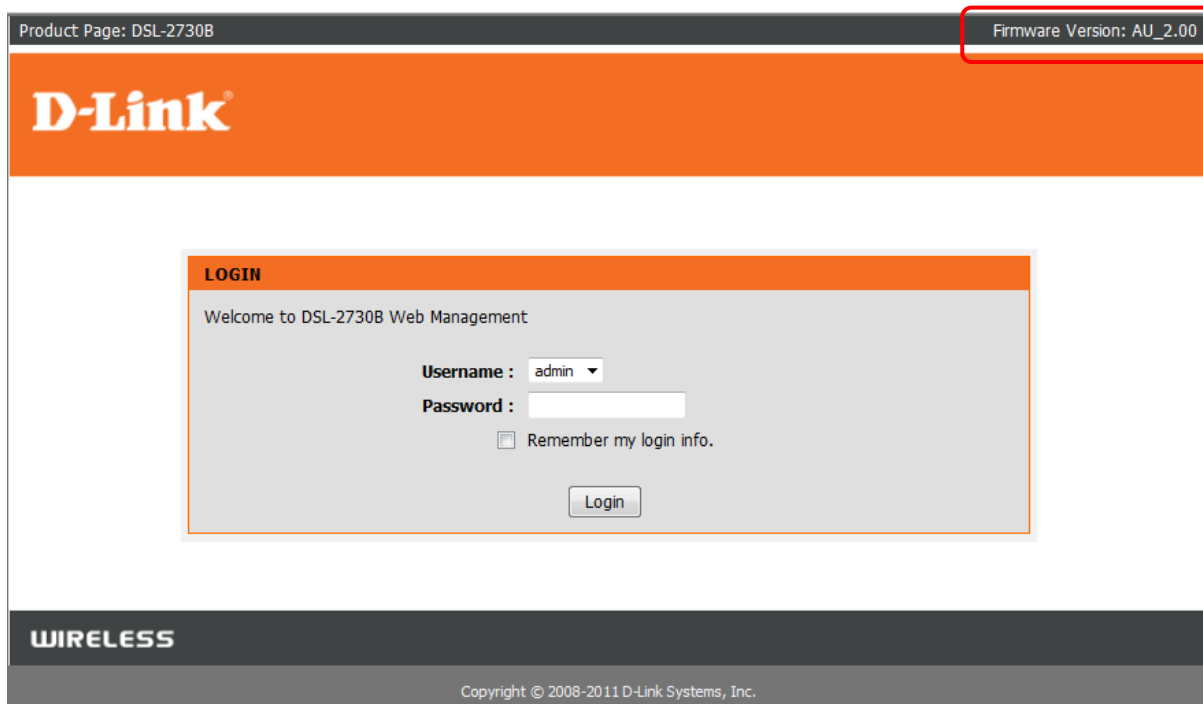 Product Page: DSL-2730B Firmware Version: AU_2.00
D-Link®
LOGIN
Welcome to DSL-2730B Web Management
Username : admin
Password :
Remember my login info.
Login
WIRELESS
Copyright © 2008-2011 D-Link Systems, Inc.